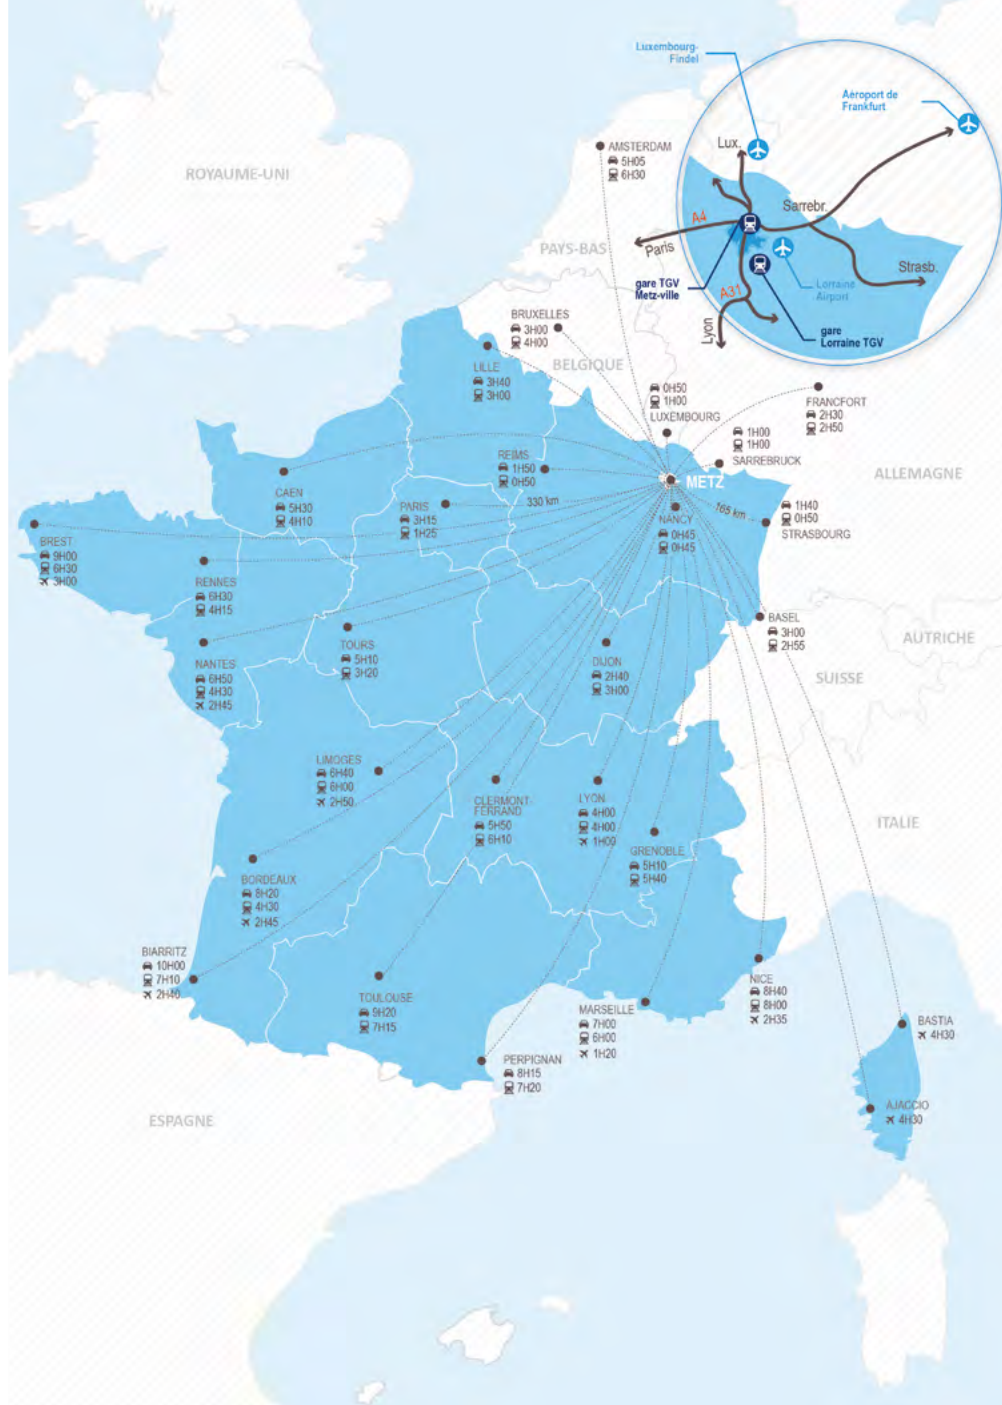 Luxembourg-
Findel
Aéroport de
Frankfurt
Lux.
Sarrebr.
A4
Paris
Strasb.
gare TGV
Metz-ville
Lorraine
Airport
A31
Lyon
gare
Lorraine TGV
ROYAUME-UNI
AMSTERDAM
5H05
6H30
PAYS-BAS
BRUXELLES
3H00
4H00
BELGIQUE
LILLE
3H40
3H00
0H50
1H00
LUXEMBOURG
FRANCFORT
2H30
2H50
1H00
1H00
SARREBRUCK
ALLEMAGNE
REIMS
1H50
0H50
METZ
CAEN
5H30
4H10
PARIS
3H15
1H25
330 km
NANCY
0H45
0H45
165 km
1H40
0H50
STRASBOURG
BREST
9H00
6H30
3H00
RENNES
6H30
4H15
BASEL
3H00
2H55
AUTRICHE
SUISSE
NANTES
6H50
4H30
2H45
TOURS
5H10
3H20
DIJON
2H40
3H00
LIMOGES
6H40
6H00
2H50
CLERMONT-
FERRAND
5H50
6H10
LYON
4H00
4H00
1H00
ITALIE
GRENOBLE
5H10
5H40
BORDEAUX
8H20
4H30
2H45
BIARRITZ
10H00
7H10
2H40
TOULOUSE
9H20
7H15
MARSEILLE
7H00
6H00
1H20
NICE
8H40
8H00
2H35
BASTIA
4H30
PERPIGNAN
8H15
7H20
AJACCIO
4H30
ESPAGNE